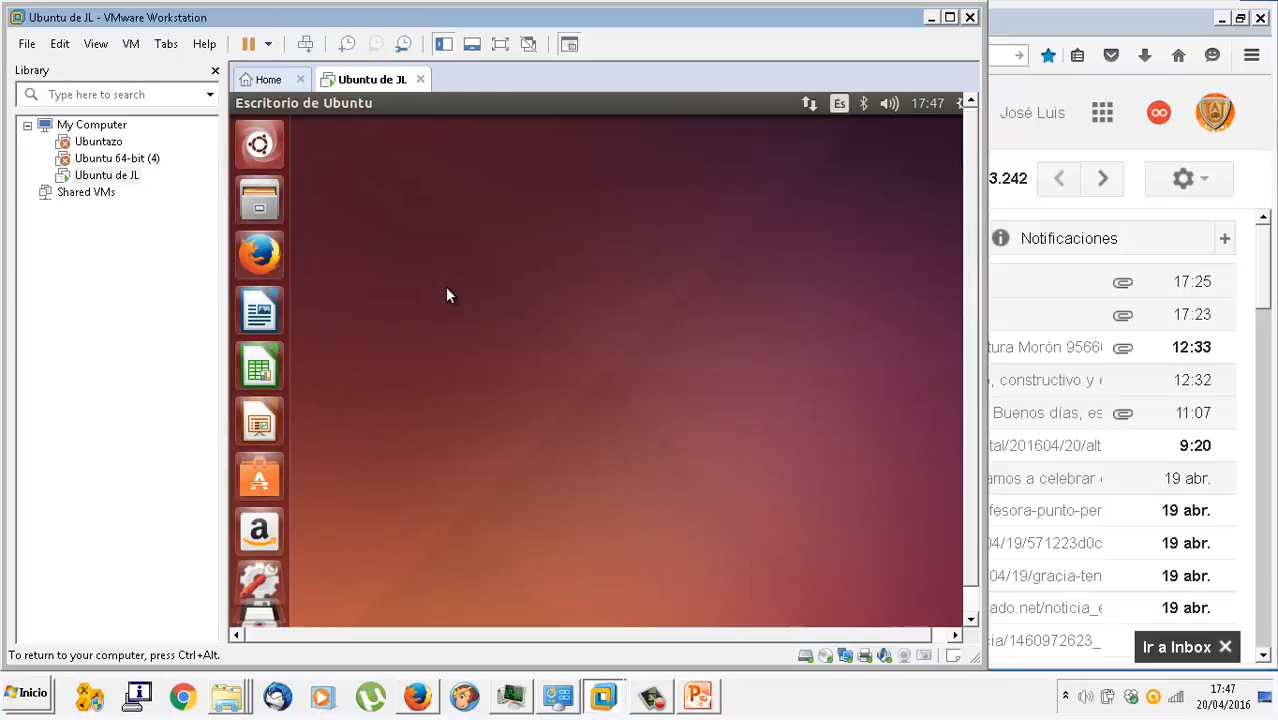 Ubuntu de JL - VMware Workstation
File Edit View VM Tabs Help
Library
Type here to search
My Computer
Ubuntazo
Ubuntu 64-bit (4)
Ubuntu de JL
Shared VMs
Home
Ubuntu de JL
Escritorio de Ubuntu
Es
17:47
To return to your computer, press Ctrl+Alt.
José Luis
3.242
Notificaciones
17:25
17:23
tura Morón 9566 12:33
, constructivo y 12:32
Buenos días, es 11:07
tal/201604/20/alt 9:20
amos a celebrar 19 abr.
fesora-punto-per 19 abr.
04/19/571223d0c 19 abr.
/04/19/gracia-ten 19 abr.
ado.net/noticia_ 19 abr.
cia/1460972623_
Ir a Inbox
Inicio
17:47
20/04/2016